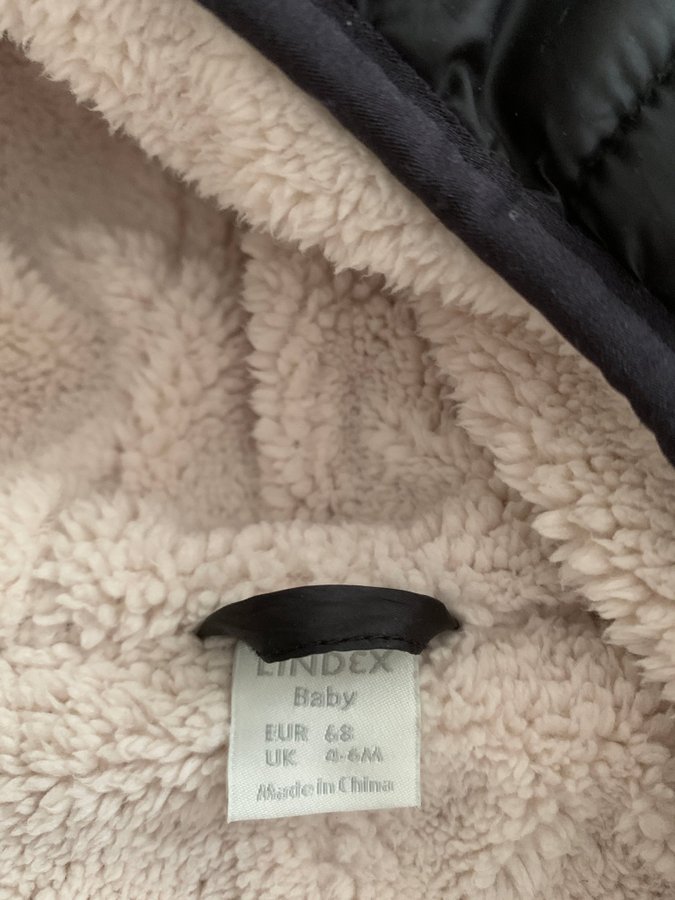 LINDEX
Baby
EUR 68
UK 4-6M
Made in China